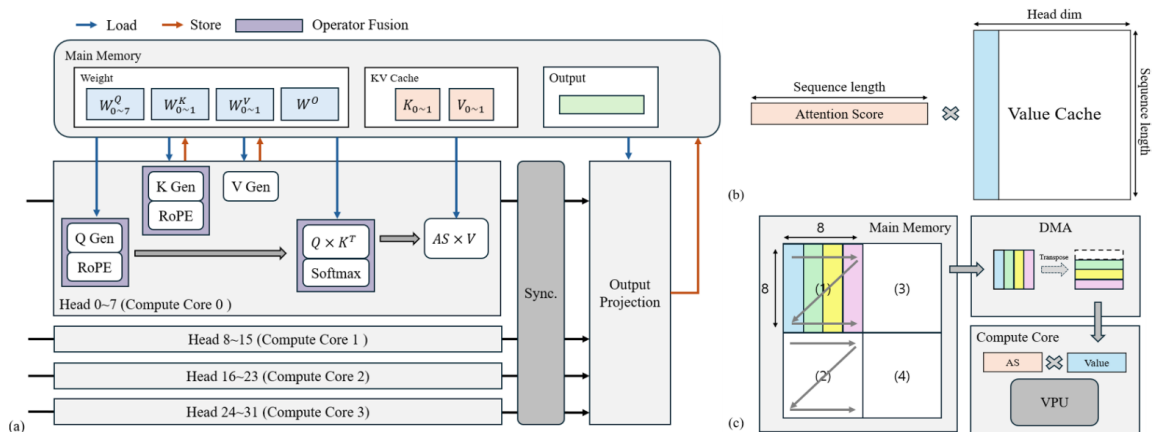 Load
Store
Operator Fusion
Main Memory
Weight
KV Cache
Output
W^Q_{0~7}
W^K_{0~1}
W^V_{0~1}
W^O
K_{0~1}
V_{0~1}
K Gen
RoPE
V Gen
Q Gen
RoPE
Q × K^T
Softmax
AS × V
Head 0~7 (Compute Core 0 )
Head 8~15 (Compute Core 1 )
Head 16~23 (Compute Core 2)
Head 24~31 (Compute Core 3)
Sync.
Output
Projection
(a)
Head dim
Sequence length
Attention Score
Value Cache
Sequence length
(b)
Main Memory
8
8
(1)
(3)
(2)
(4)
DMA
Transpose
Compute Core
AS
Value
VPU
(c)